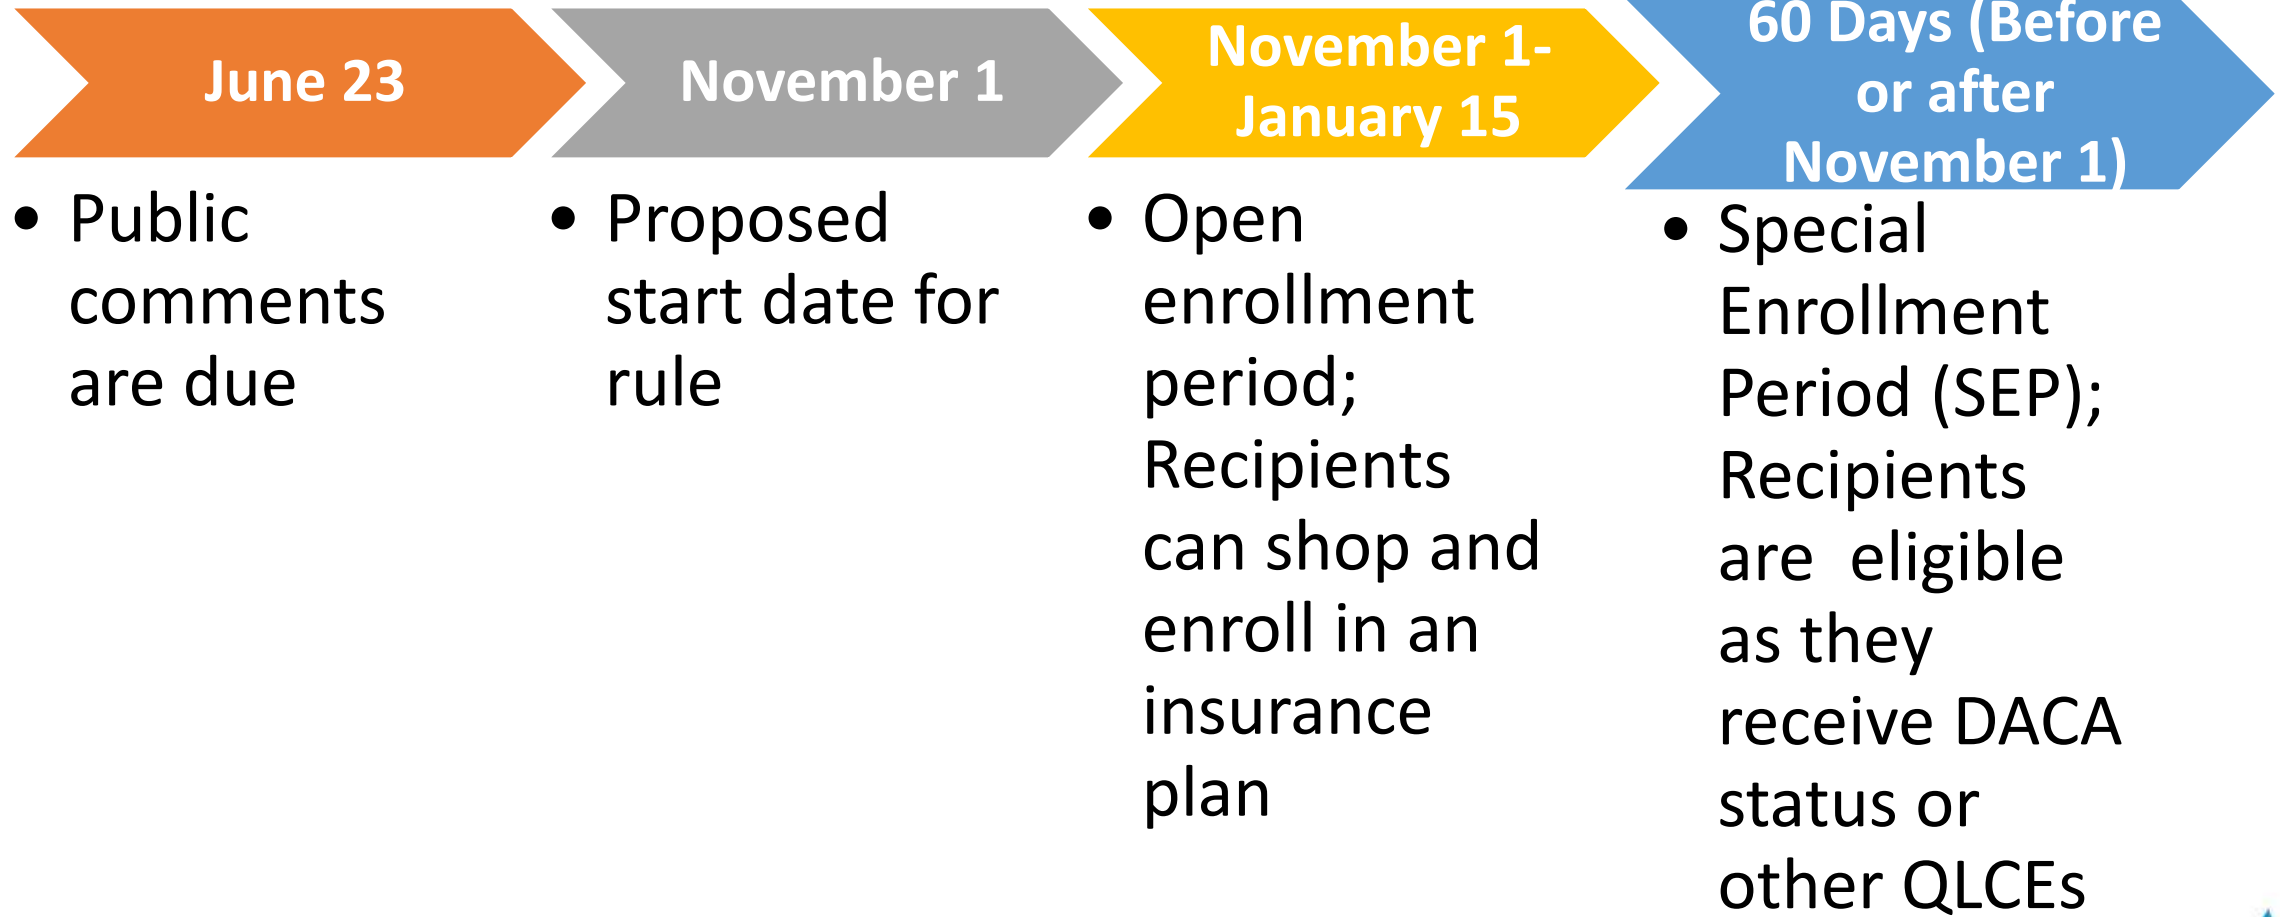 June 23
• Public
comments
are due
November 1
• Proposed
start date for
rule
November 1-
January 15
• Open
enrollment
period;
Recipients
can shop and
enroll in an
insurance
plan
60 Days (Before
or after
November 1)
• Special
Enrollment
Period (SEP);
Recipients
are  eligible
as they
receive DACA
status or
other QLCEs